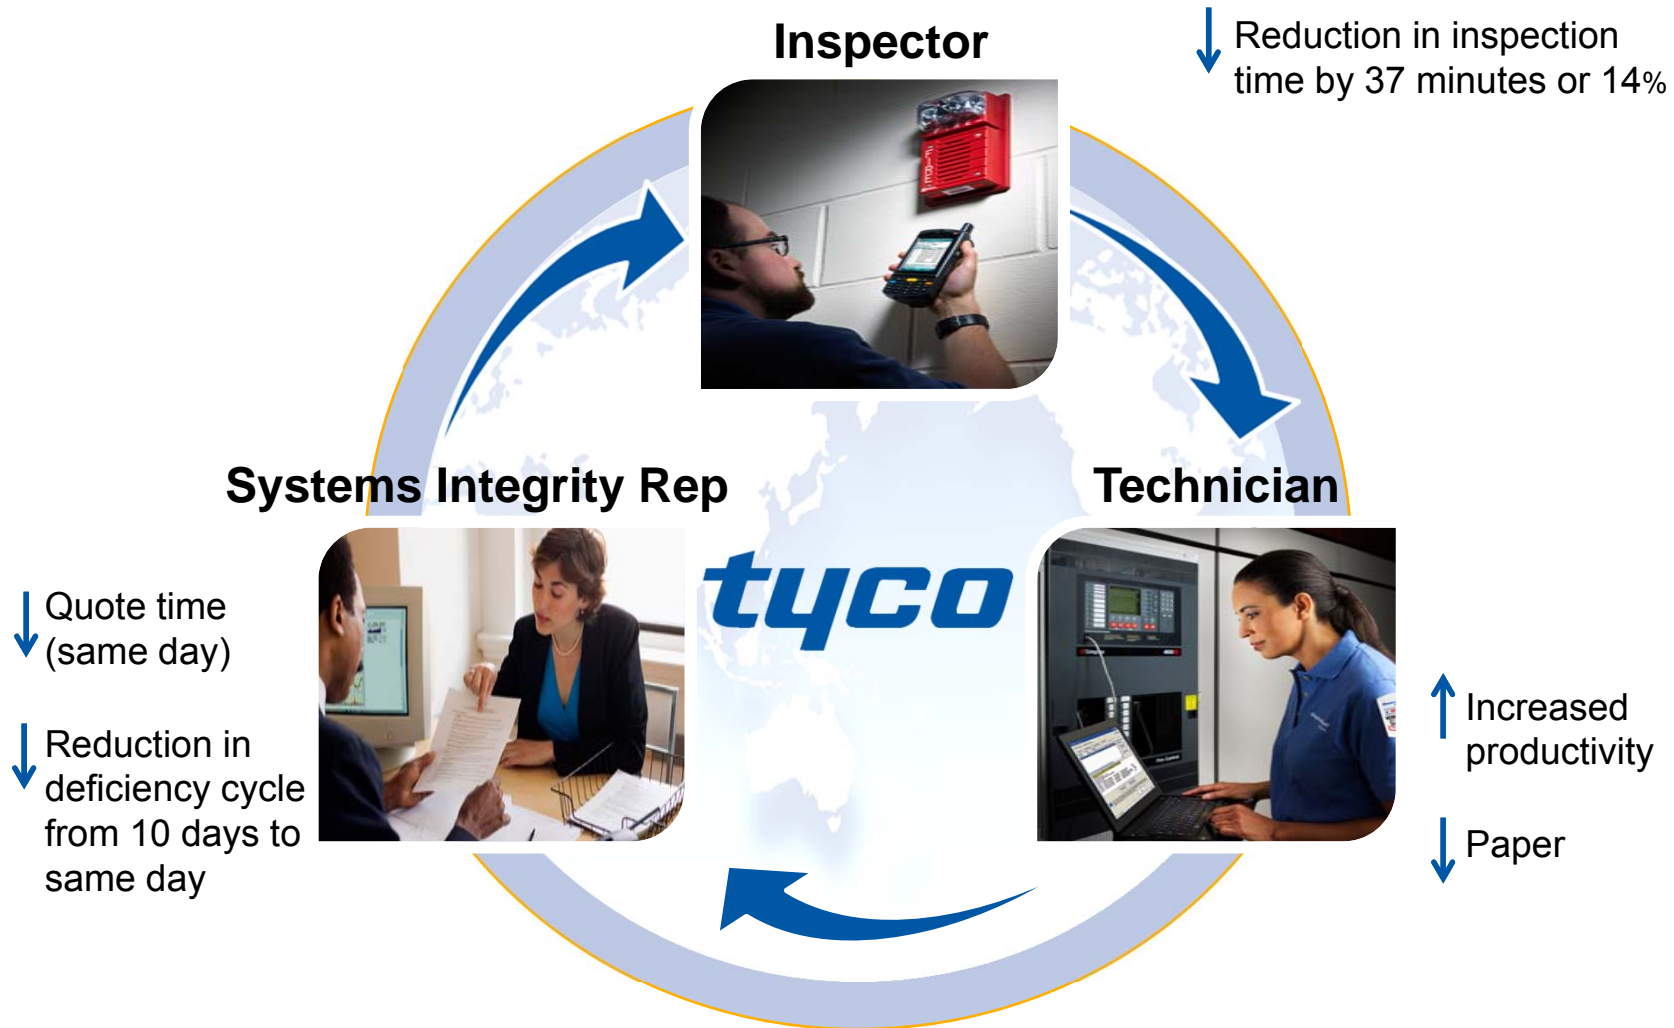 Inspector
Reduction in inspection
time by 37 minutes or 14%
FIRE
Systems Integrity Rep
Technician
tyco
Quote time
(same day)
Reduction in
deficiency cycle
from 10 days to
same day
Increased
productivity
Paper